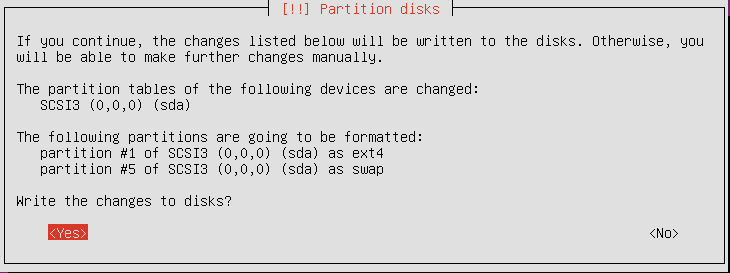 [!!] Partition disks
If you continue, the changes listed below will be written to the disks. Otherwise, you
will be able to make further changes manually.
The partition tables of the following devices are changed:
SCSI3 (0,0,0) (sda)
The following partitions are going to be formatted:
partition #1 of SCSI3 (0,0,0) (sda) as ext4
partition #5 of SCSI3 (0,0,0) (sda) as swap
Write the changes to disks?
<Yes> <No>